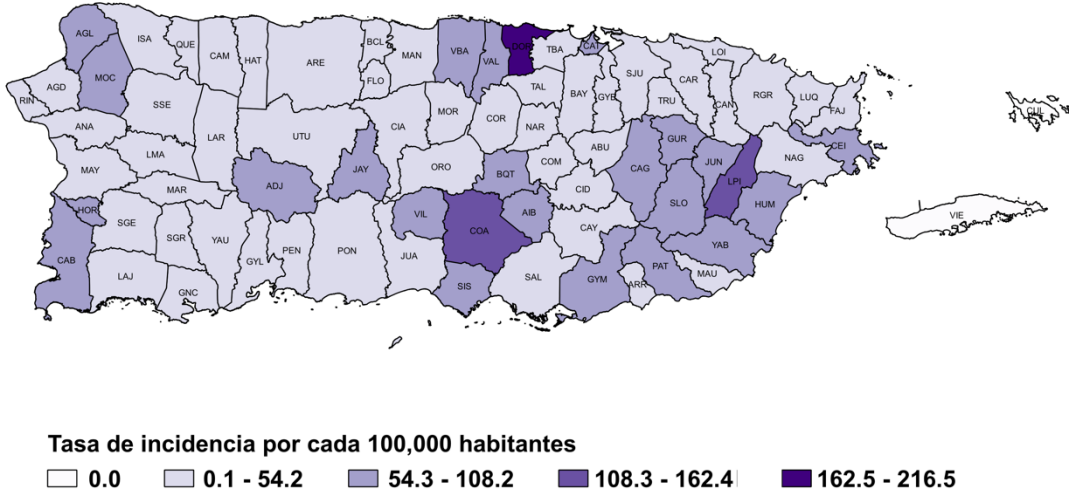 AGL
ISA
QUE
CAM
HAT
ARE
BCL
MAN
VBA
VAL
DOR
TBA
CAT
LOI
MOC
FLO
SJU
CAR
RGR
LUQ
RIN
AGD
SSE
TAL
BAY
GYB
TRU
CAN
FAJ
CUL
ANA
LAR
UTU
CIA
MOR
COR
NAR
ABU
GUR
JUN
NAG
CEI
MAY
LMA
ORO
COM
CAG
MAR
ADJ
JAY
BQT
CID
LPI
HOR
VIL
AIB
SLO
HUM
SGE
SGR
YAU
COA
CAY
VIE
CAB
LAJ
GYL
PEN
PON
JUA
YAB
GNC
SIS
SAL
GYM
ARR
PAT
MAU
Tasa de incidencia por cada 100,000 habitantes
0.0 0.1 - 54.2 54.3 - 108.2 108.3 - 162.4 162.5 - 216.5